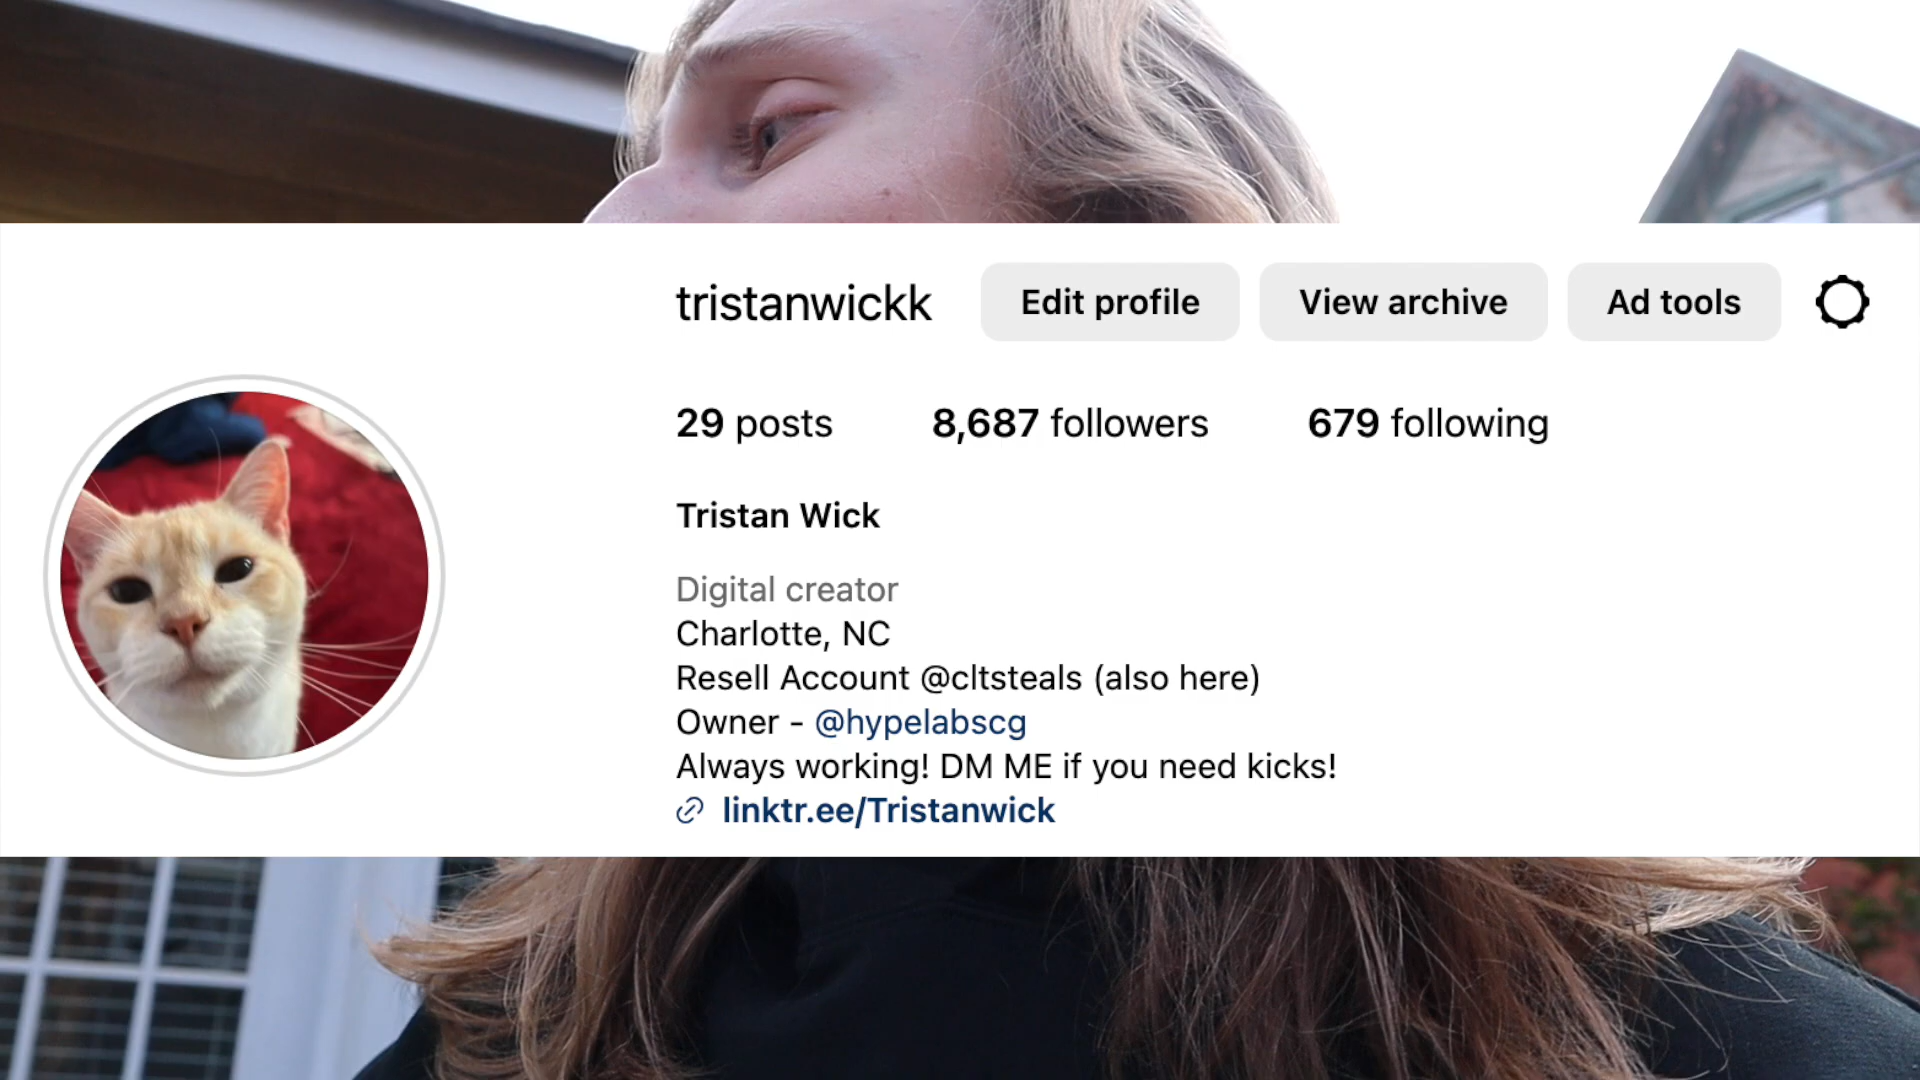 tristanwickk Edit profile View archive Ad tools
29 posts 8,687 followers 679 following
Tristan Wick
Digital creator
Charlotte, NC
Resell Account @cltsteals (also here)
Owner - @hypelabscg
Always working! DM ME if you need kicks!
linktr.ee/Tristanwick